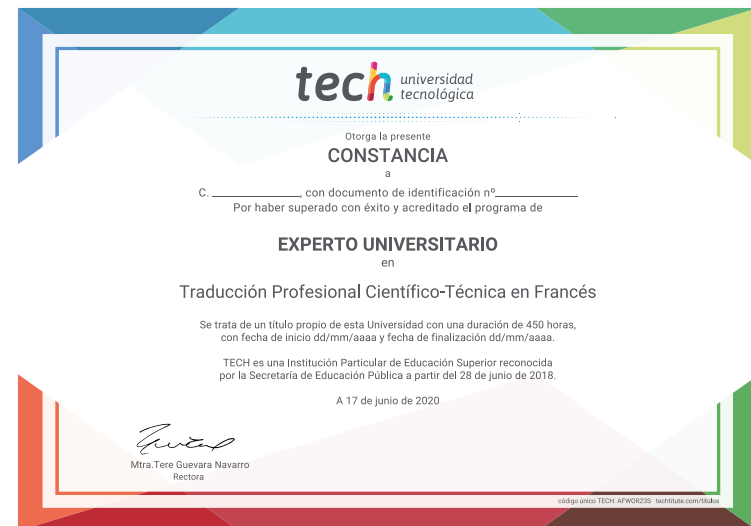 tech universidad
tecnológica
Otorga la presente
CONSTANCIA
a
C. ________________, con documento de identificación nº_______________
Por haber superado con éxito y acreditado el programa de
EXPERTO UNIVERSITARIO
en
Traducción Profesional Científico-Técnica en Francés
Se trata de un título propio de esta Universidad con una duración de 450 horas,
con fecha de inicio dd/mm/aaaa y fecha de finalización dd/mm/aaaa.
TECH es una Institución Particular de Educación Superior reconocida
por la Secretaría de Educación Pública a partir del 28 de junio de 2018.
A 17 de junio de 2020
Mtra.Tere Guevara Navarro
Rectora
código único TECH: AFWOR23S techtitute.com/titulos